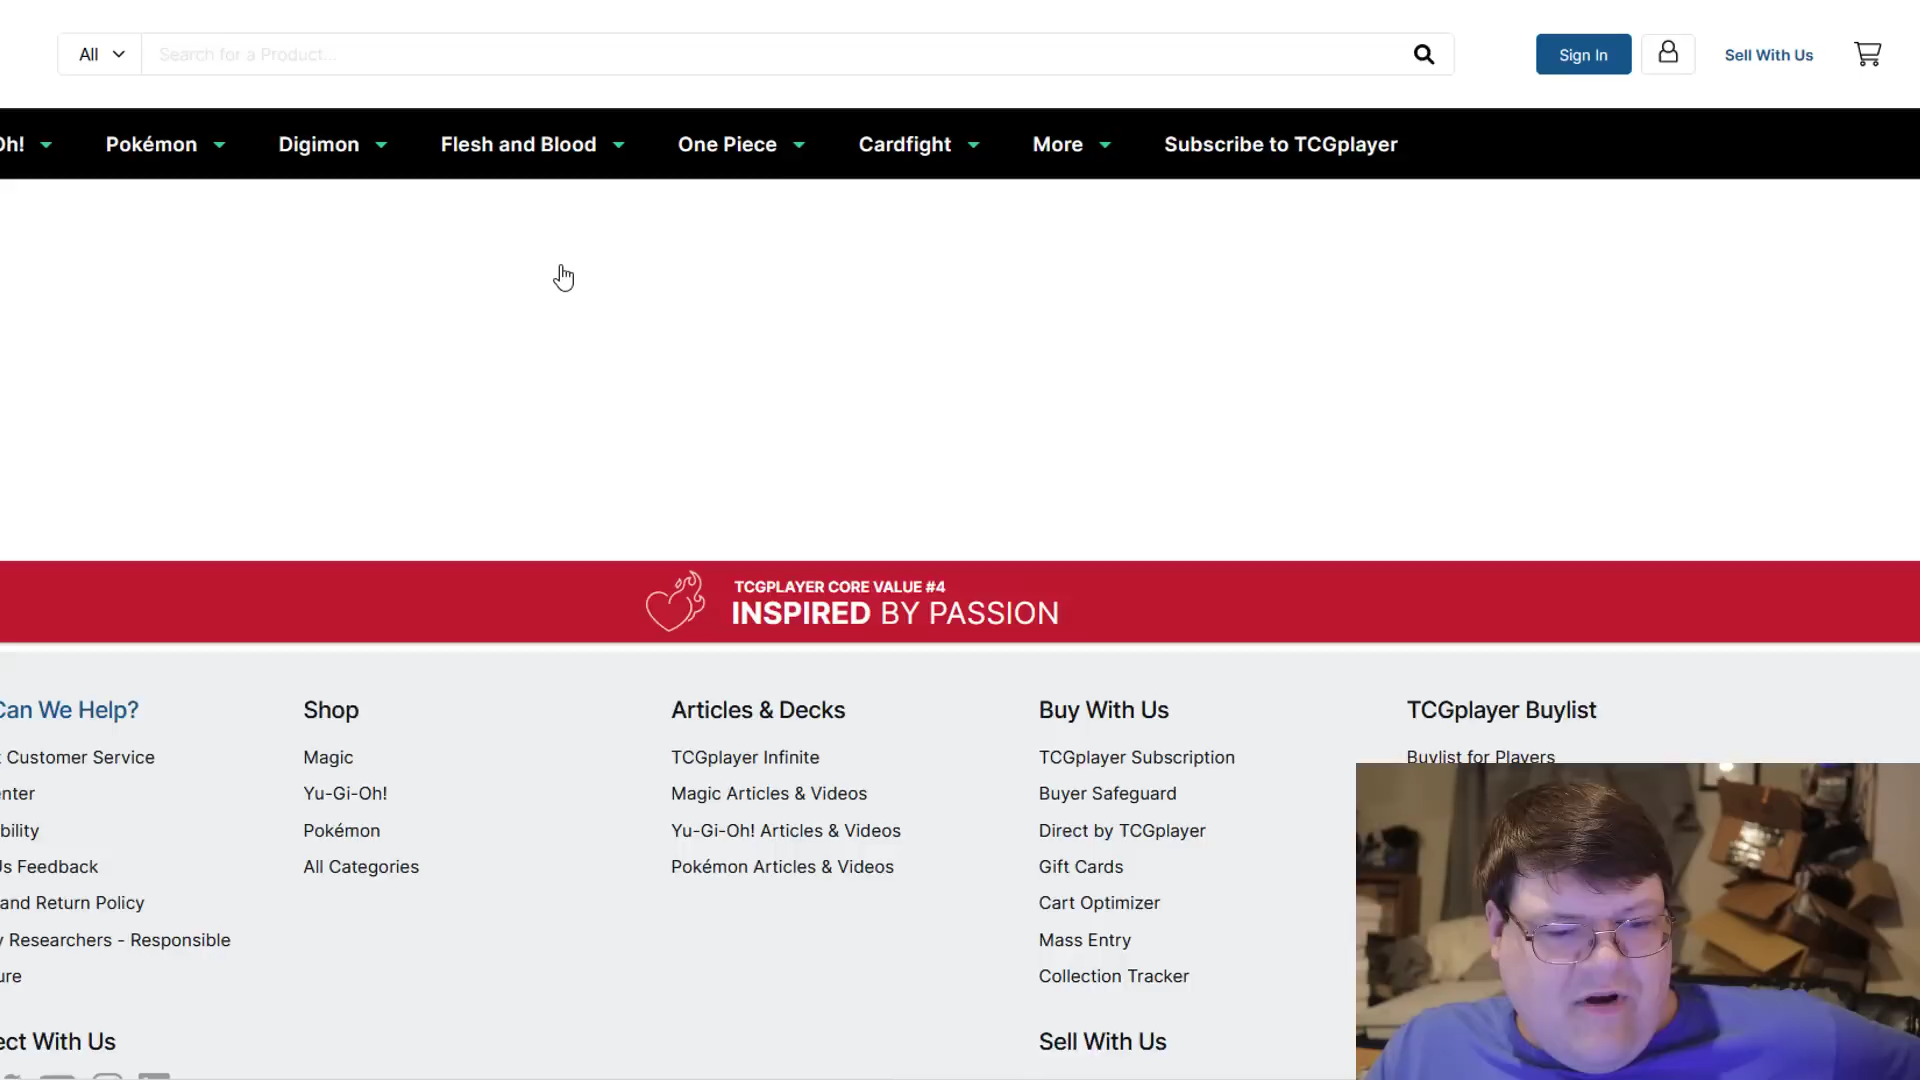 All
Search for a Product...
Sign In
Sell With Us
Oh!
Pokémon
Digimon
Flesh and Blood
One Piece
Cardfight
More
Subscribe to TCGplayer
TCGPLAYER CORE VALUE #4
INSPIRED BY PASSION
Can We Help?
Customer Service
enter
bility
Us Feedback
and Return Policy
y Researchers - Responsible
ure
ect With Us
Shop
Magic
Yu-Gi-Oh!
Pokémon
All Categories
Articles & Decks
TCGplayer Infinite
Magic Articles & Videos
Yu-Gi-Oh! Articles & Videos
Pokémon Articles & Videos
Buy With Us
TCGplayer Subscription
Buyer Safeguard
Direct by TCGplayer
Gift Cards
Cart Optimizer
Mass Entry
Collection Tracker
Sell With Us
TCGplayer Buylist
Buylist for Players